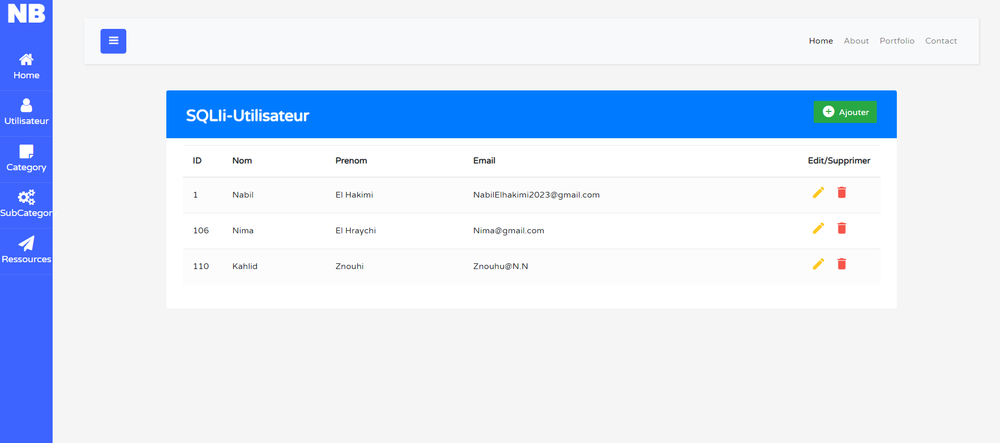 NB
Home
Utilisateur
Category
SubCategory
Ressources
Home About Portfolio Contact
SQLIi-Utilisateur
Ajouter
ID Nom Prenom Email Edit/Supprimer
1 Nabil El Hakimi NabilElhakimi2023@gmail.com
106 Nima El Hraychi Nima@gmail.com
110 Kahlid Znouhi Znouhu@N.N